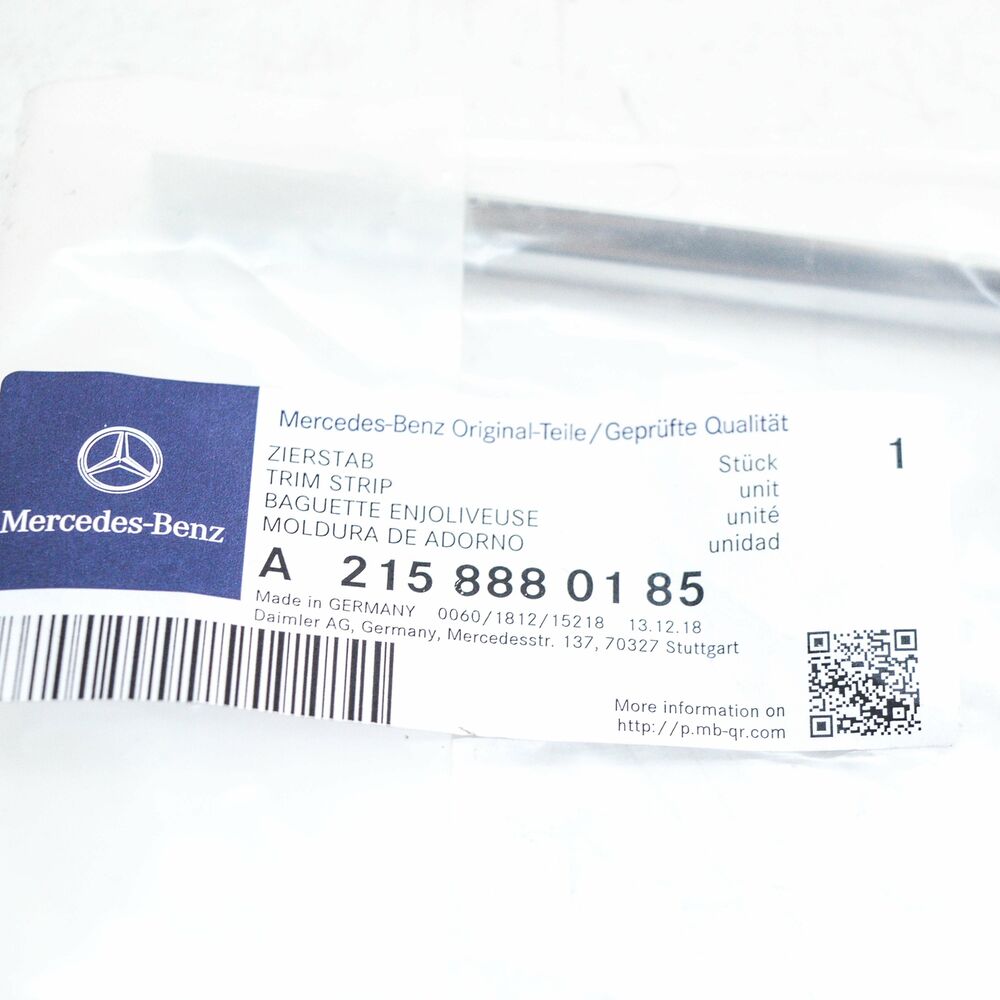 Mercedes-Benz
Mercedes-Benz Original-Teile/Geprüfte Qualität
ZIERSTAB Stück 1
TRIM STRIP unit
BAGUETTE ENJOLIVEUSE unité
MOLDURA DE ADORNO unidad
A 215 888 01 85
Made in GERMANY 0060/1812/15218 13.12.18
Daimler AG, Germany, Mercedesstr. 137, 70327 Stuttgart
More information on
http://p.mb-qr.com